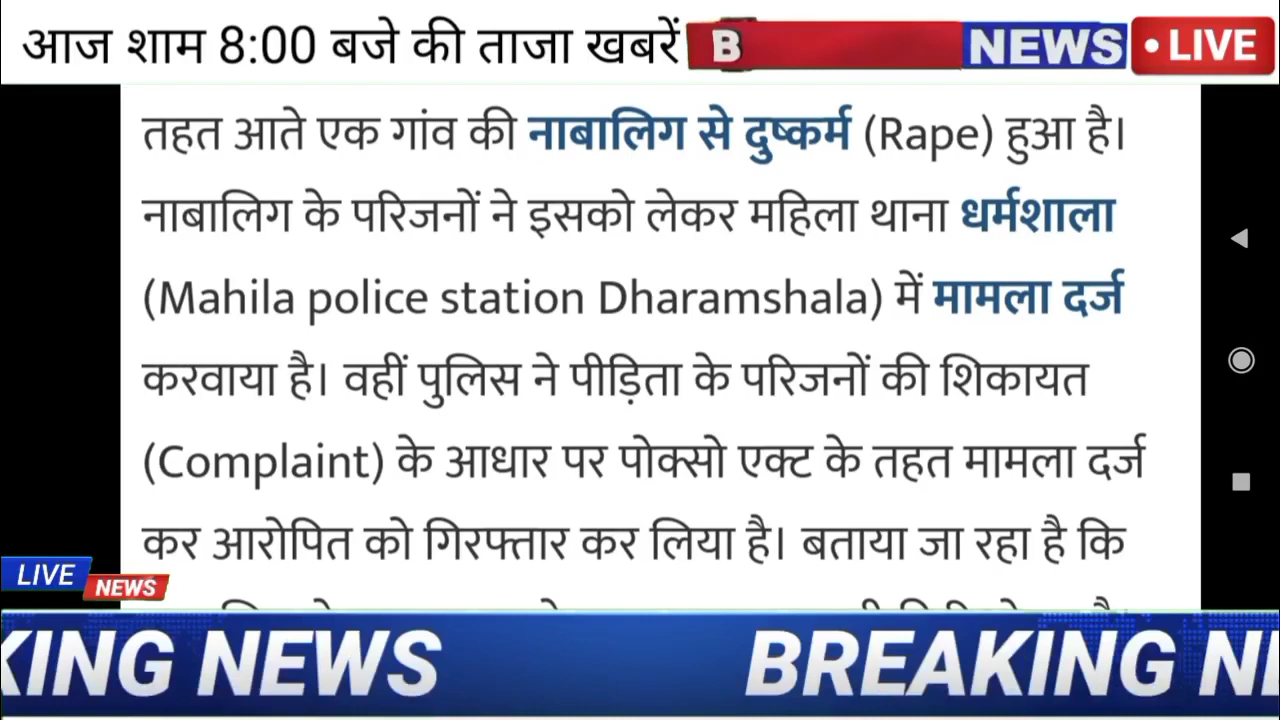 आज शाम 8:00 बजे की ताजा खबरें B NEWS • LIVE
तहत आते एक गांव की नाबालिग से दुष्कर्म (Rape) हुआ है।
नाबालिग के परिजनों ने इसको लेकर महिला थाना धर्मशाला
(Mahila police station Dharamshala) में मामला दर्ज
करवाया है। वहीं पुलिस ने पीड़िता के परिजनों की शिकायत
(Complaint) के आधार पर पोक्सो एक्ट के तहत मामला दर्ज
कर आरोपित को गिरफ्तार कर लिया है। बताया जा रहा है कि
LIVE
NEWS
KING NEWS BREAKING NE